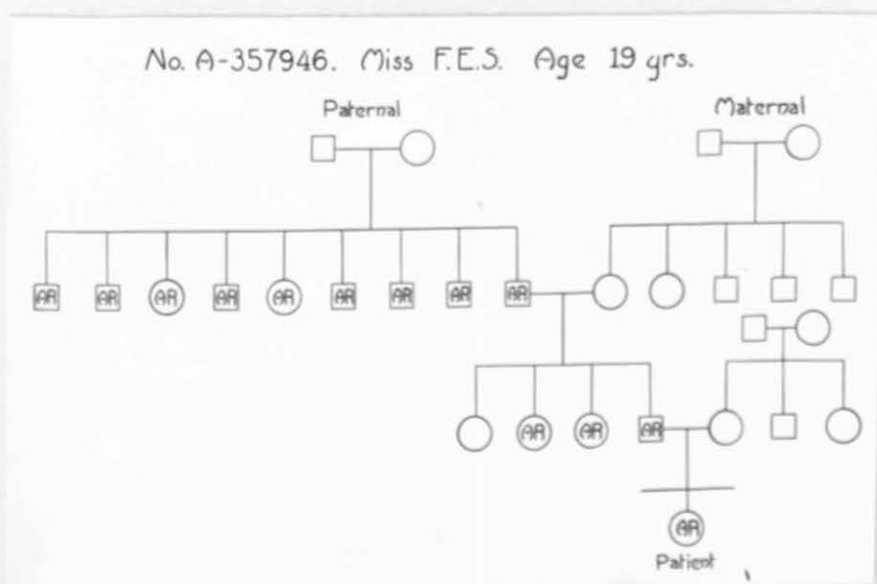 No. A-357946. Miss F.E.S. Age 19 yrs.
Paternal Maternal
AR AR AR AR AR AR AR AR AR
AR AR AR
AR
Patient